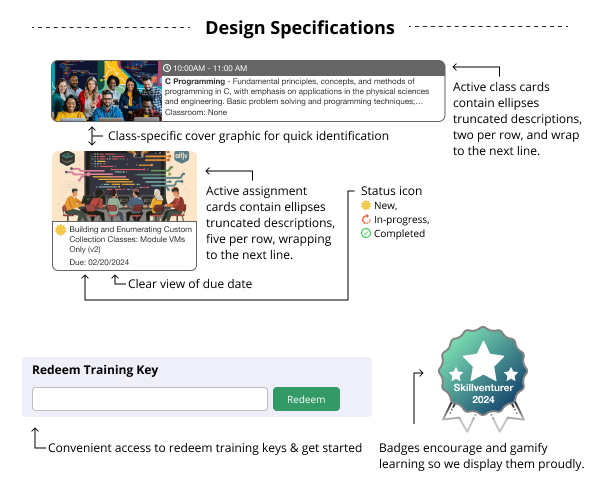 Design Specifications
10:00AM - 11:00 AM
C Programming - Fundamental principles, concepts, and methods of
programming in C, with emphasis on applications in the physical sciences
and engineering. Basic problem solving and programming techniques;...
Classroom: None
Active class cards
contain ellipses
truncated descriptions,
two per row, and wrap
to the next line.
Class-specific cover graphic for quick identification
Building and Enumerating Custom
Collection Classes: Module VMs
Only (v2)
Due: 02/20/2024
Active assignment
cards contain ellipses
truncated descriptions,
five per row, wrapping
to the next line.
Status icon
New,
In-progress,
Completed
Clear view of due date
Redeem Training Key
Redeem
Convenient access to redeem training keys & get started
Skillventurer
2024
Badges encourage and gamify
learning so we display them proudly.